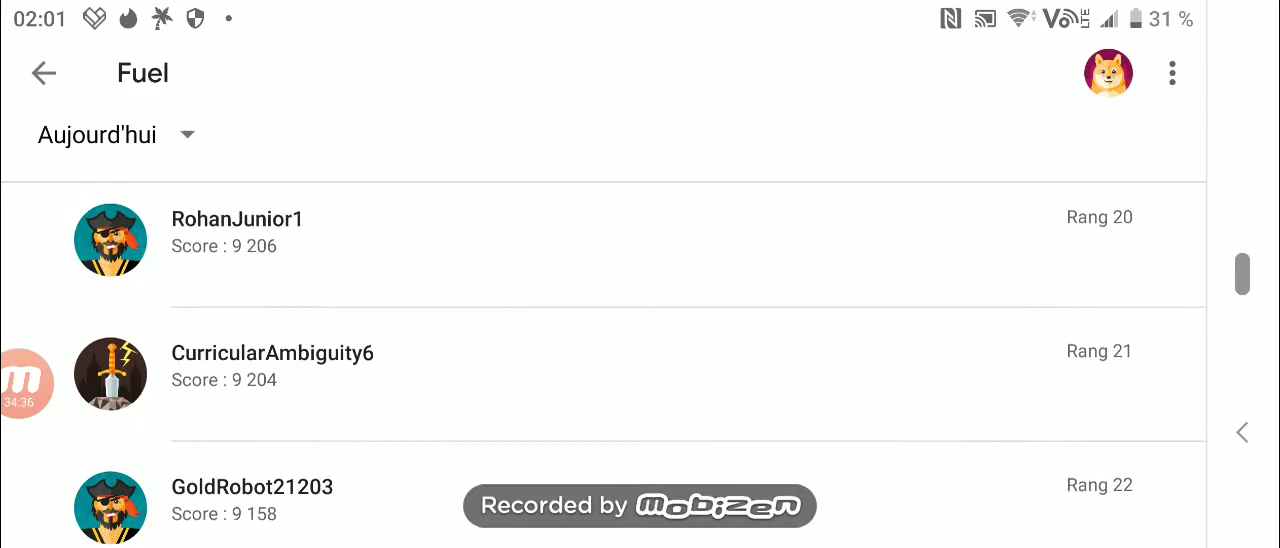 02:01
VoLTE 31 %
Fuel
Aujourd'hui
RohanJunior1
Rang 20
Score : 9 206
CurricularAmbiguity6
Rang 21
Score : 9 204
m
34:36
GoldRobot21203
Rang 22
Score : 9 158
Recorded by mobizen